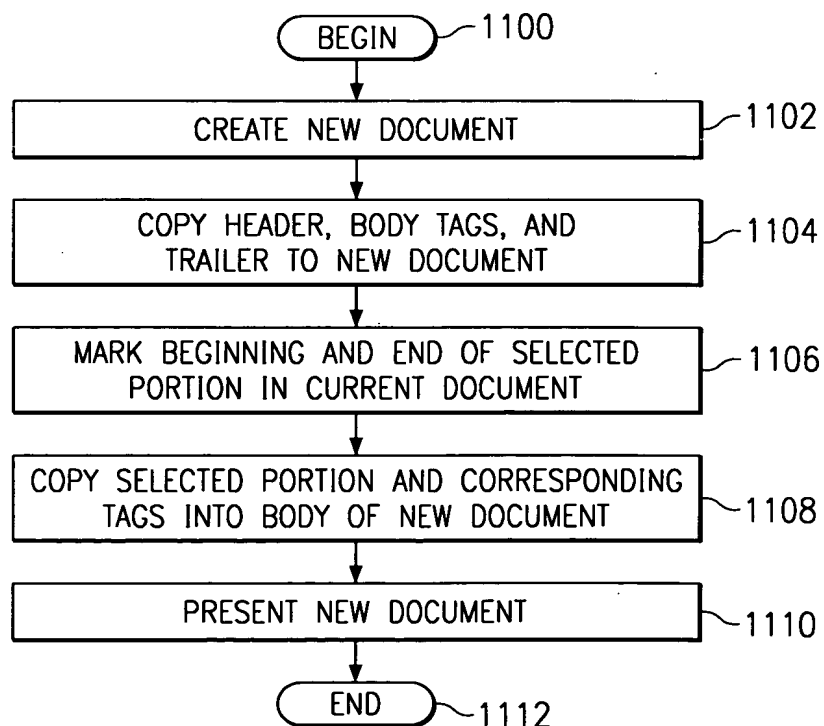 BEGIN 1100
CREATE NEW DOCUMENT 1102
COPY HEADER, BODY TAGS, AND
TRAILER TO NEW DOCUMENT
1104
MARK BEGINNING AND END OF SELECTED
PORTION IN CURRENT DOCUMENT
1106
COPY SELECTED PORTION AND CORRESPONDING
TAGS INTO BODY OF NEW DOCUMENT
1108
PRESENT NEW DOCUMENT 1110
END 1112